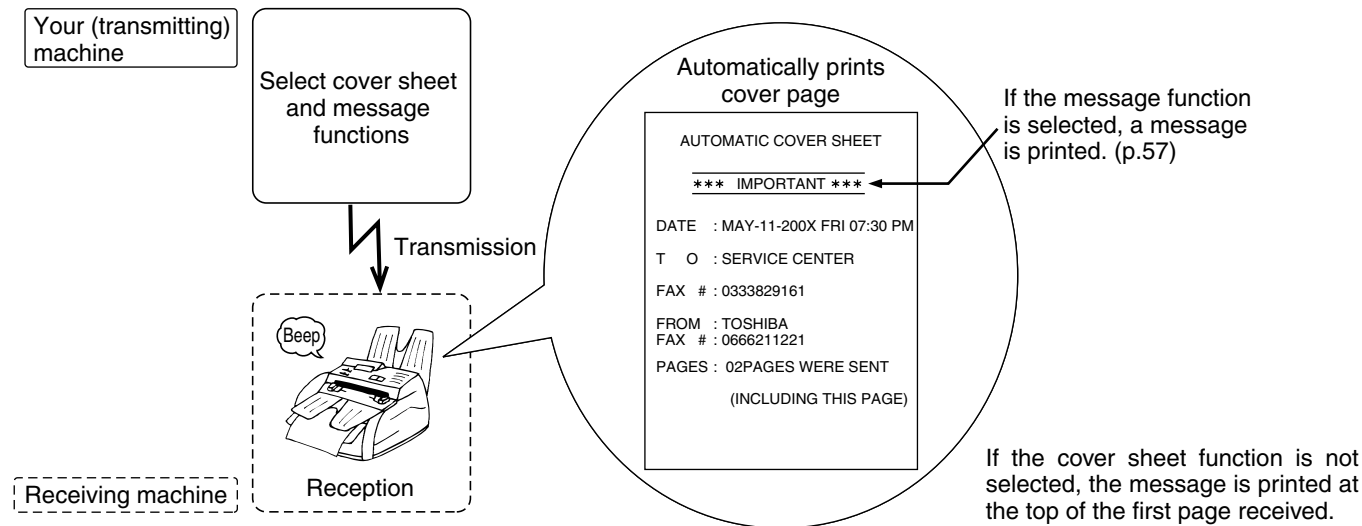 Your (transmitting)
machine
Select cover sheet
and message
functions
Transmission
Beep
Reception
Receiving machine
Automatically prints
cover page
AUTOMATIC COVER SHEET
*** IMPORTANT ***
DATE : MAY-11-200X FRI 07:30 PM
T O : SERVICE CENTER
FAX # : 0333829161
FROM : TOSHIBA
FAX # : 0666211221
PAGES : 02PAGES WERE SENT
(INCLUDING THIS PAGE)
If the message function
is selected, a message
is printed. (p.57)
If the cover sheet function is not
selected, the message is printed at
the top of the first page received.